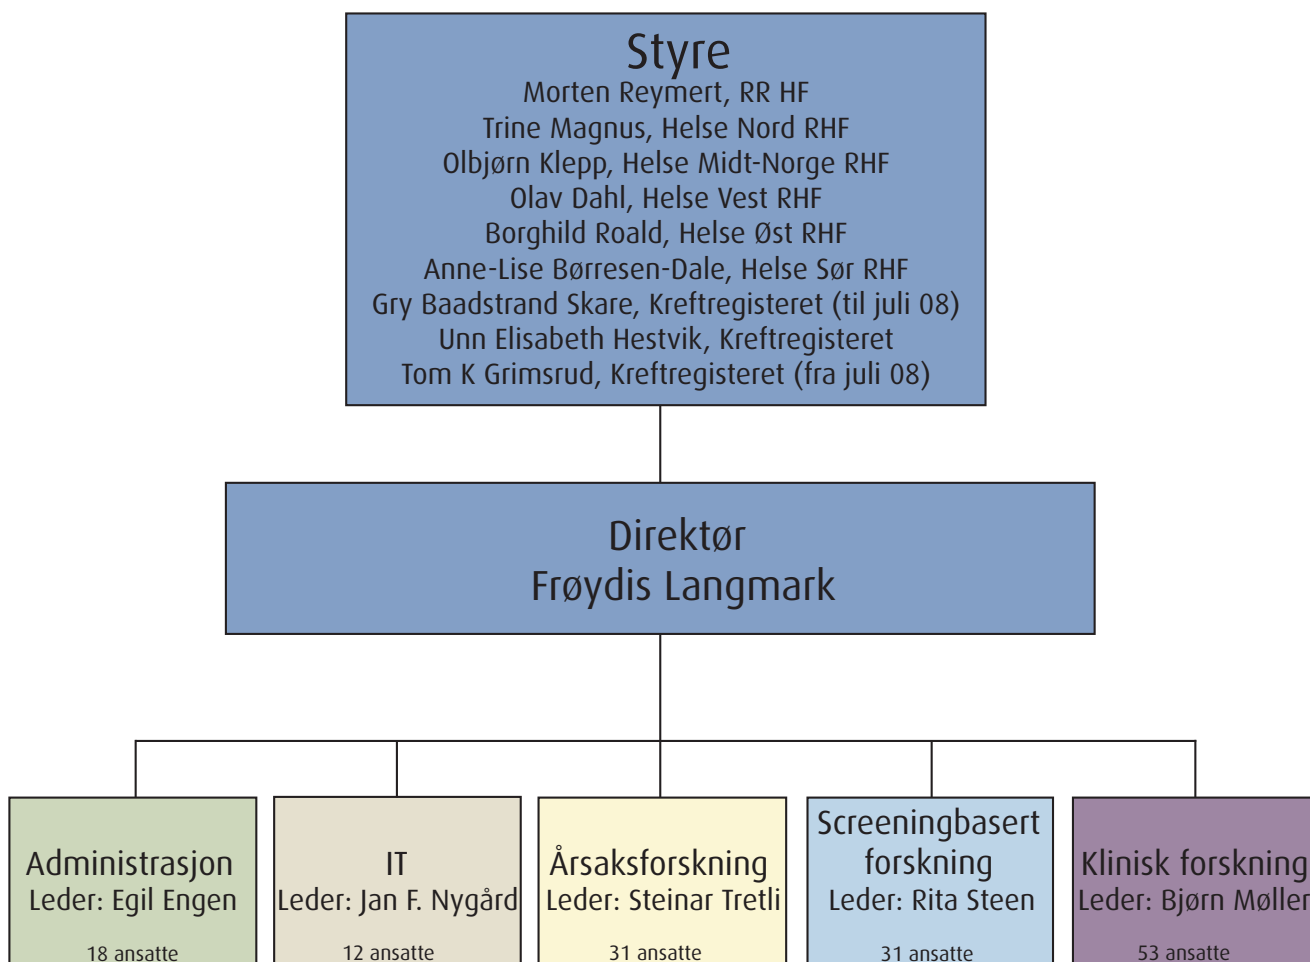 Styre
Morten Reymert, RR HF
Trine Magnus, Helse Nord RHF
Olbjørn Klepp, Helse Midt-Norge RHF
Olav Dahl, Helse Vest RHF
Borghild Roald, Helse Øst RHF
Anne-Lise Børresen-Dale, Helse Sør RHF
Gry Baadstrand Skare, Kreftregisteret (til juli 08)
Unn Elisabeth Hestvik, Kreftregisteret
Tom K Grimsrud, Kreftregisteret (fra juli 08)
Direktør
Frøydis Langmark
Administrasjon
Leder: Egil Engen
18 ansatte
IT
Leder: Jan F. Nygård
12 ansatte
Årsaksforskning
Leder: Steinar Tretli
31 ansatte
Screeningbasert
forskning
Leder: Rita Steen
31 ansatte
Klinisk forskning
Leder: Bjørn Møller
53 ansatte